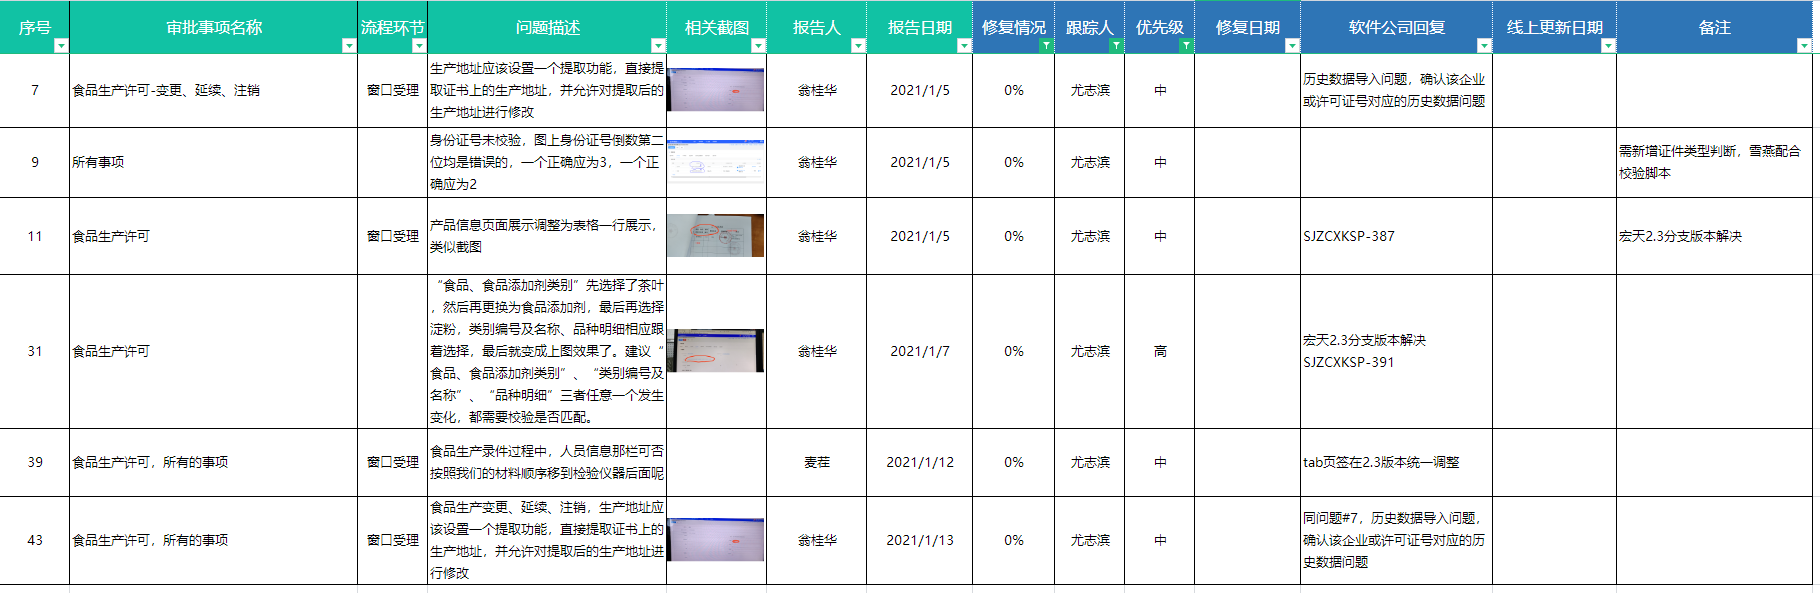 序号 审批事项名称 流程环节 问题描述 相关截图 报告人 报告日期 修复情况 跟踪人 优先级 修复日期 软件公司回复 线上更新日期 备注
7 食品生产许可-变更、延续、注销 窗口受理
生产地址应该设置一个提取功能，直接提
取证书上的生产地址，并允许对提取后的
生产地址进行修改
翁桂华 2021/1/5 0% 尤志滨 中
历史数据导入问题，确认该企业
或许可证号对应的历史数据问题
9 所有事项
身份证号未校验，图上身份证号倒数第二
位均是错误的，一个正确应为3，一个正
确应为2
翁桂华 2021/1/5 0% 尤志滨 中
需新增证件类型判断，雪燕配合
校验脚本
11 食品生产许可 窗口受理
产品信息页面展示调整为表格一行展示，
类似截图
翁桂华 2021/1/5 0% 尤志滨 中 SJZCXKSP-387 宏天2.3分支版本解决
31 食品生产许可
“食品、食品添加剂类别”先选择了茶叶
，然后再更换为食品添加剂，最后再选择
淀粉，类别编号及名称、品种明细相应跟
着选择，最后就变成上图效果了。建议“
食品、食品添加剂类别”、“类别编号及
名称”、“品种明细”三者任意一个发生
变化，都需要校验是否匹配。
翁桂华 2021/1/7 0% 尤志滨 高
宏天2.3分支版本解决
SJZCXKSP-391
39 食品生产许可，所有的事项 窗口受理
食品生产录件过程中，人员信息那栏可否
按照我们的材料顺序移到检验仪器后面呢
麦茬 2021/1/12 0% 尤志滨 中 tab页签在2.3版本统一调整
43 食品生产许可，所有的事项 窗口受理
食品生产变更、延续、注销，生产地址应
该设置一个提取功能，直接提取证书上的
生产地址，并允许对提取后的生产地址进
行修改
翁桂华 2021/1/13 0% 尤志滨 中
同问题#7，历史数据导入问题，
确认该企业或许可证号对应的历
史数据问题